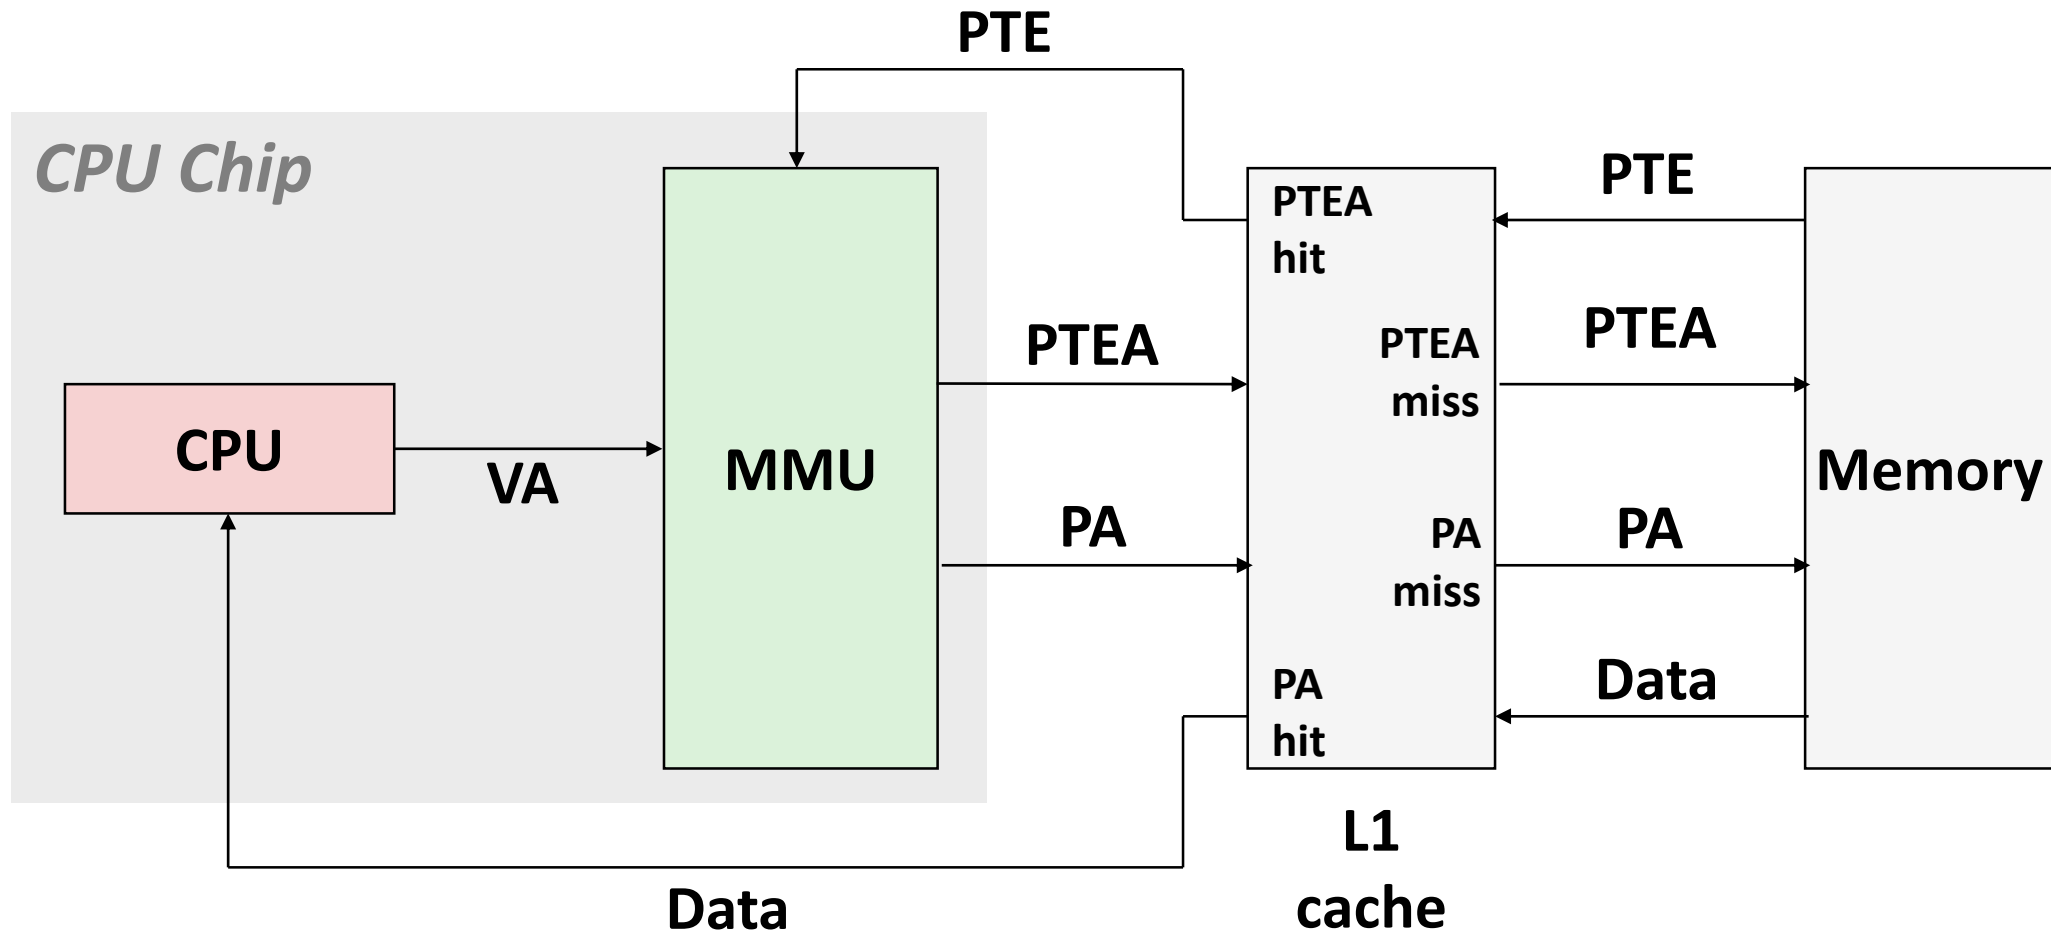 PTE
CPU Chip
PTEA
hit
PTE
PTEA
PTEA
miss
PTEA
CPU
VA
MMU
Memory
PA
PA
miss
PA
PA
hit
Data
L1
cache
Data